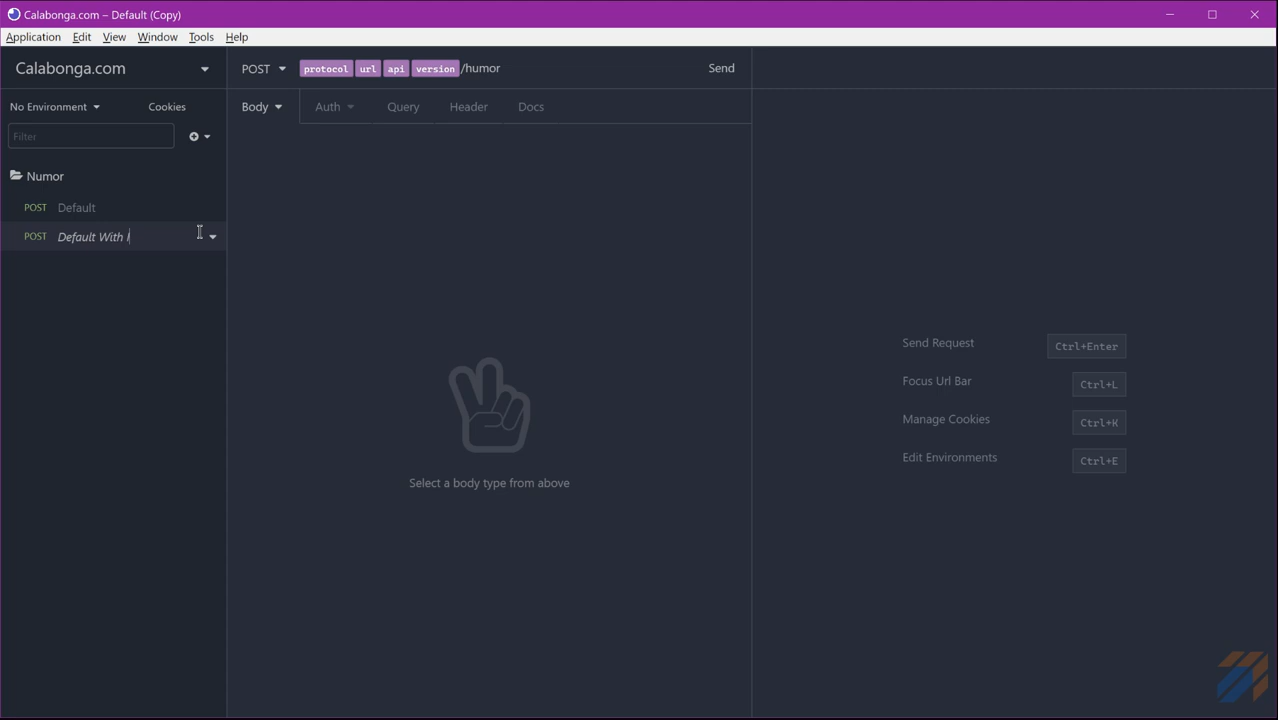 Calabonga.com – Default (Copy)
Application Edit View Window Tools Help
Calabonga.com
POST protocol url api version /humor Send
No Environment Cookies
Body Auth Query Header Docs
Filter
Numor
POST Default
POST Default With
Send Request Ctrl+Enter
Focus Url Bar Ctrl+L
Manage Cookies Ctrl+K
Edit Environments Ctrl+E
Select a body type from above